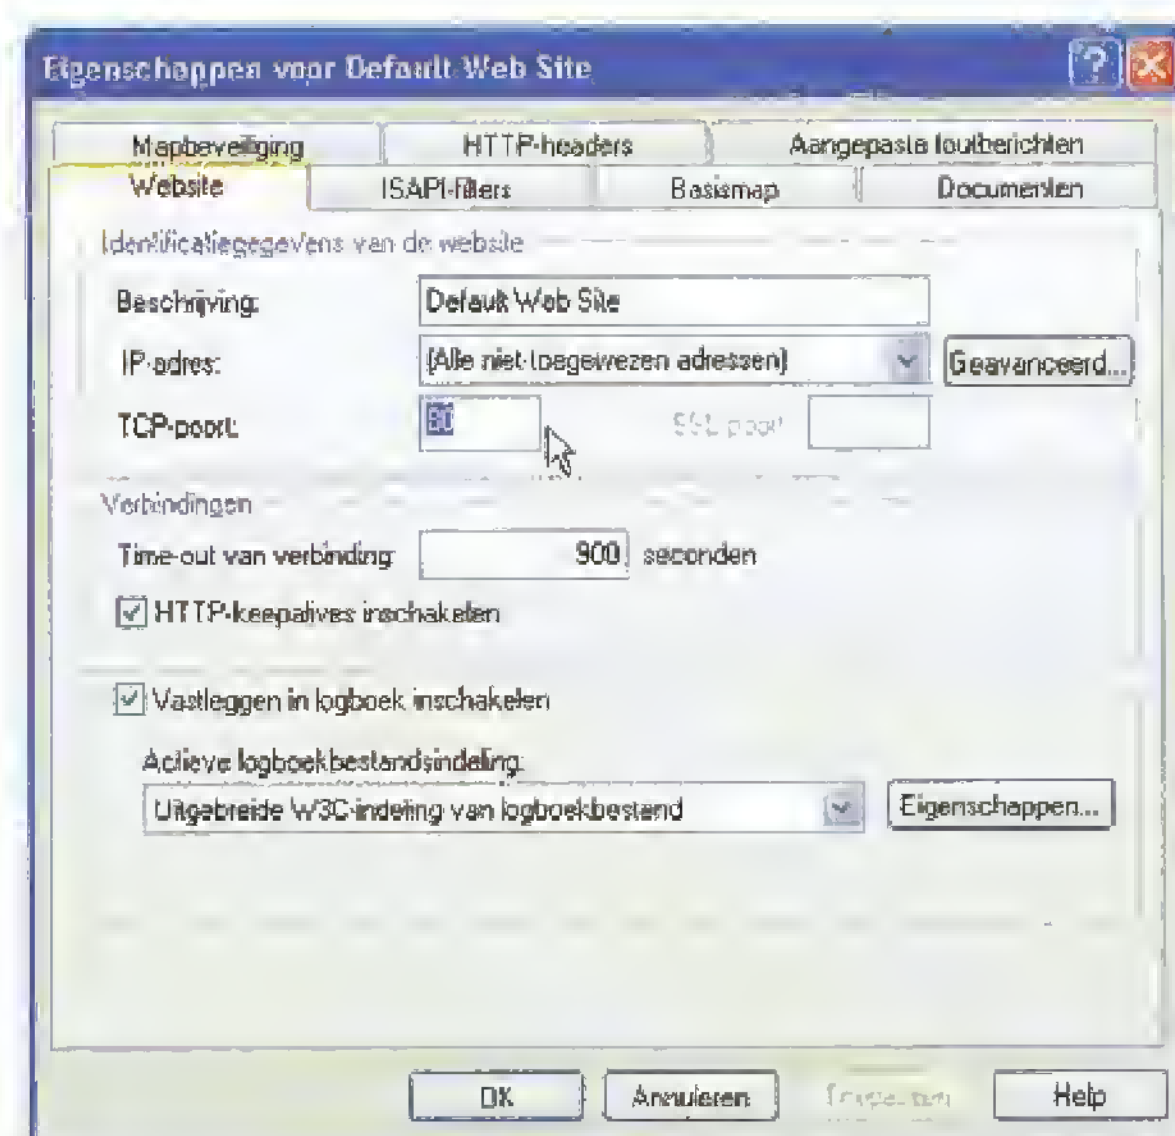 Eigenschappen voor Default Web Site
Mapbeveiliging HTTP-headers Aangepaste foutberichten
Website ISAPI-filters Basismap Documenten
Identificatiegegevens van de website
Beschrijving: Default Web Site
IP-adres: (Alle niet-toegewezen adressen) Geavanceerd...
TCP-poort: 80 SSL-poort
Verbindingen
Time-out van verbinding: 900 seconden
HTTP-keepalives inschakelen
Vastleggen in logboek inschakelen
Actieve logboekbestandsindeling:
Uitgebreide W3C-indeling van logboekbestand Eigenschappen...
OK Annuleren Toepassen Help